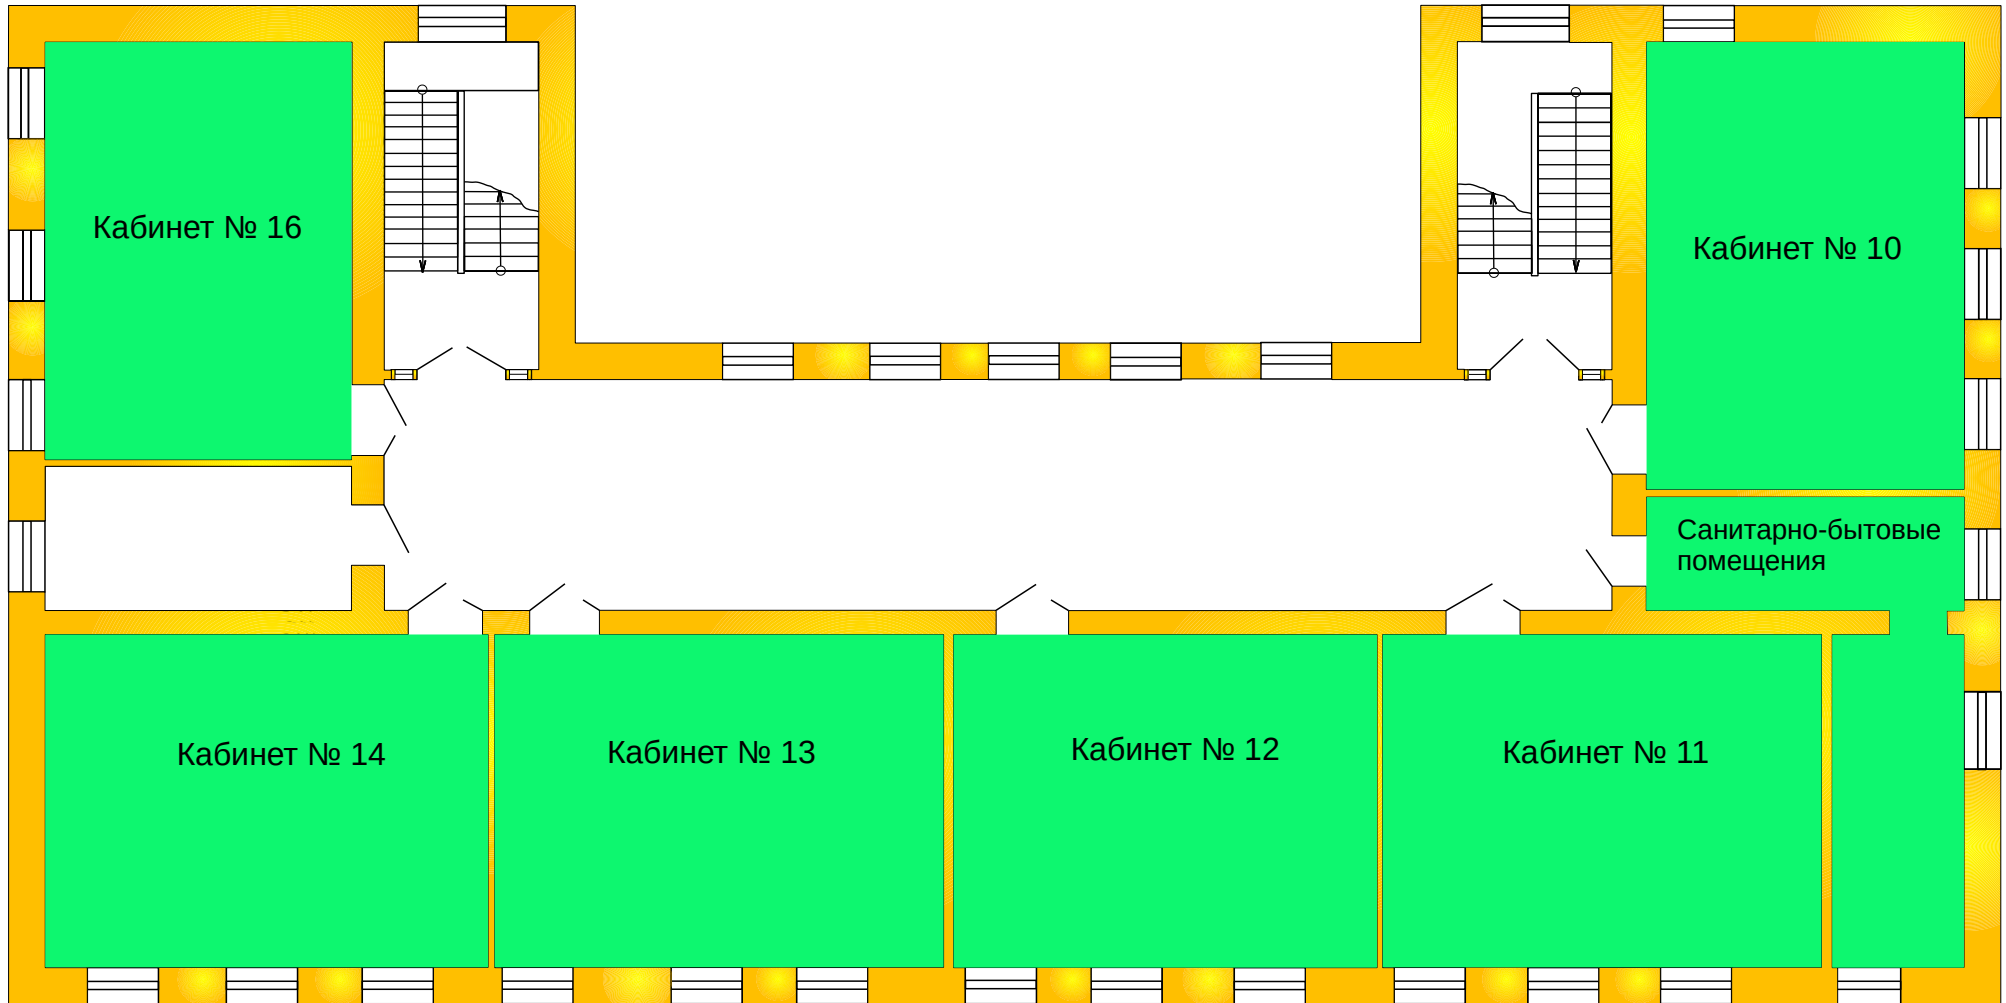 Кабинет № 16
Кабинет № 10
Санитарно-бытовые
помещения
Кабинет № 14
Кабинет № 13
Кабинет № 12
Кабинет № 11